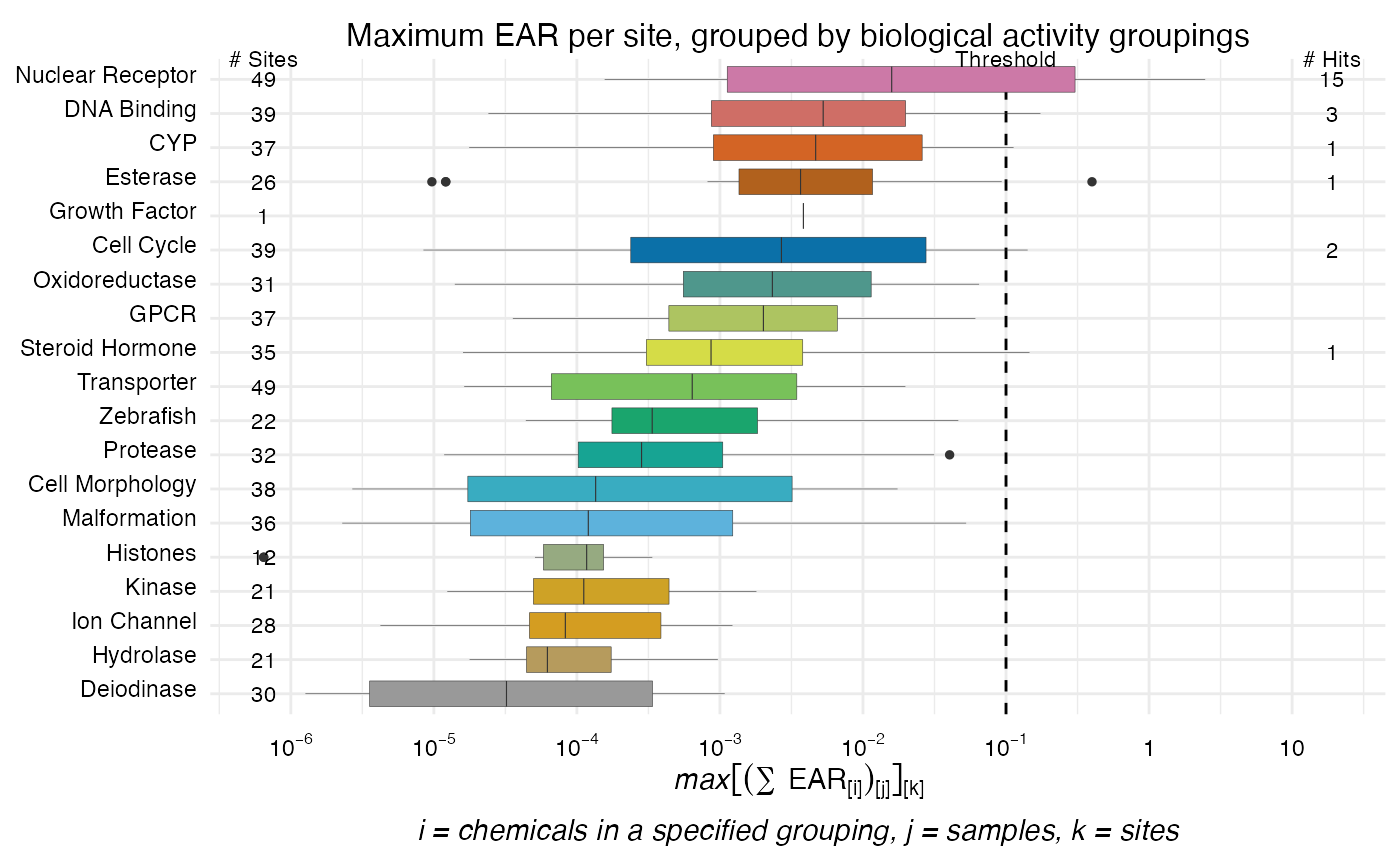 Maximum EAR per site, grouped by biological activity groupings
# Sites Threshold # Hits
Nuclear Receptor 49 15
DNA Binding 39 3
CYP 37 1
Esterase 26 1
Growth Factor 1
Cell Cycle 39 2
Oxidoreductase 31
GPCR 37
Steroid Hormone 35 1
Transporter 49
Zebrafish 22
Protease 32
Cell Morphology 38
Malformation 36
Histones 12
Kinase 21
Ion Channel 28
Hydrolase 21
Deiodinase 30
10⁻⁶ 10⁻⁵ 10⁻⁴ 10⁻³ 10⁻² 10⁻¹ 1 10
max[(∑ EAR[i])[j]][k]
i = chemicals in a specified grouping, j = samples, k = sites